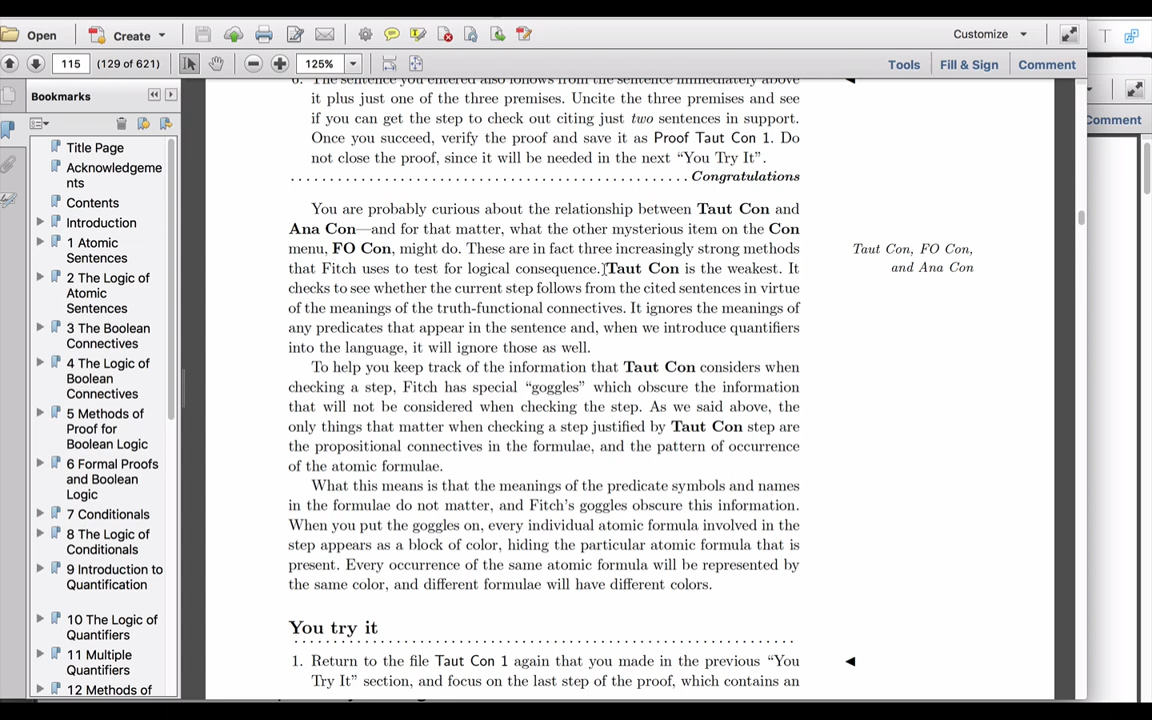 Open
Create
Customize
115
(129 of 621)
125%
Tools
Fill & Sign
Comment
Comment
Bookmarks
Title Page
Acknowledgeme
nts
Contents
Introduction
1 Atomic
Sentences
2 The Logic of
Atomic
Sentences
3 The Boolean
Connectives
4 The Logic of
Boolean
Connectives
5 Methods of
Proof for
Boolean Logic
6 Formal Proofs
and Boolean
Logic
7 Conditionals
8 The Logic of
Conditionals
9 Introduction to
Quantification
10 The Logic of
Quantifiers
11 Multiple
Quantifiers
12 Methods of
6. The sentence you entered also follows from the sentence immediately above
it plus just one of the three premises. Uncite the three premises and see
if you can get the step to check out citing just two sentences in support.
Once you succeed, verify the proof and save it as Proof Taut Con 1. Do
not close the proof, since it will be needed in the next “You Try It”.
. . . . . . . . . . . . . . . . . . . . . . . . . . . . . . . . . . . . . . . . . . . . . . . . . . . Congratulations
You are probably curious about the relationship between Taut Con and
Ana Con—and for that matter, what the other mysterious item on the Con
menu, FO Con, might do. These are in fact three increasingly strong methods
that Fitch uses to test for logical consequence. Taut Con is the weakest. It
checks to see whether the current step follows from the cited sentences in virtue
of the meanings of the truth-functional connectives. It ignores the meanings of
any predicates that appear in the sentence and, when we introduce quantifiers
into the language, it will ignore those as well.
To help you keep track of the information that Taut Con considers when
checking a step, Fitch has special “goggles” which obscure the information
that will not be considered when checking the step. As we said above, the
only things that matter when checking a step justified by Taut Con step are
the propositional connectives in the formulae, and the pattern of occurrence
of the atomic formulae.
What this means is that the meanings of the predicate symbols and names
in the formulae do not matter, and Fitch’s goggles obscure this information.
When you put the goggles on, every individual atomic formula involved in the
step appears as a block of color, hiding the particular atomic formula that is
present. Every occurrence of the same atomic formula will be represented by
the same color, and different formulae will have different colors.
You try it
1. Return to the file Taut Con 1 again that you made in the previous “You
Try It” section, and focus on the last step of the proof, which contains an
Taut Con, FO Con,
and Ana Con